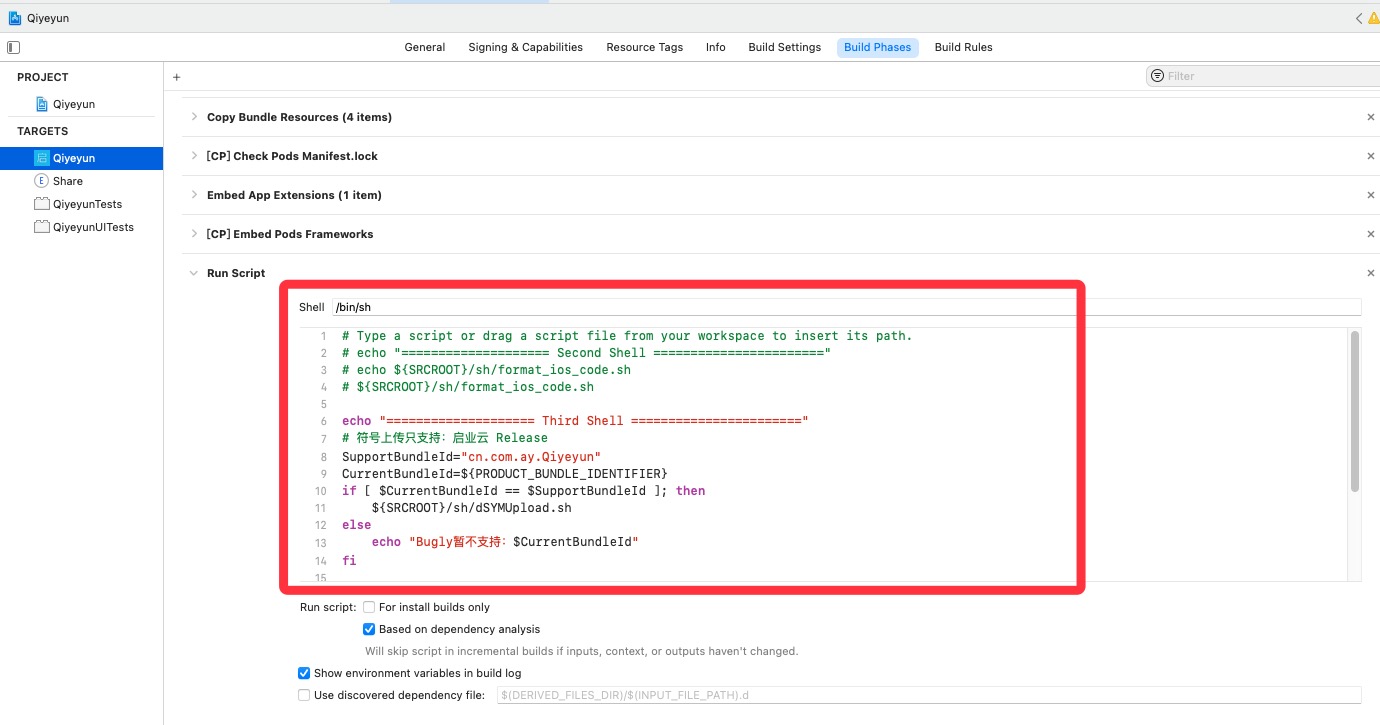 Qiyeyun
General
Signing & Capabilities
Resource Tags
Info
Build Settings
Build Phases
Build Rules
PROJECT
Qiyeyun
TARGETS
Qiyeyun
E Share
QiyeyunTests
QiyeyunUITests
+
Filter
Copy Bundle Resources (4 items)
[CP] Check Pods Manifest.lock
Embed App Extensions (1 item)
[CP] Embed Pods Frameworks
Run Script
Shell /bin/sh
1 # Type a script or drag a script file from your workspace to insert its path.
2 # echo "==================== Second Shell ======================="
3 # echo ${SRCROOT}/sh/format_ios_code.sh
4 # ${SRCROOT}/sh/format_ios_code.sh
5
6 echo "==================== Third Shell ======================="
7 # 符号上传只支持：启业云 Release
8 SupportBundleId="cn.com.ay.Qiyeyun"
9 CurrentBundleId=${PRODUCT_BUNDLE_IDENTIFIER}
10 if [ $CurrentBundleId == $SupportBundleId ]; then
11 ${SRCROOT}/sh/dSYMUpload.sh
12 else
13 echo "Bugly暂不支持：$CurrentBundleId"
14 fi
15
Run script: For install builds only
Based on dependency analysis
Will skip script in incremental builds if inputs, context, or outputs haven't changed.
Show environment variables in build log
Use discovered dependency file: $(DERIVED_FILES_DIR)/$(INPUT_FILE_PATH).d